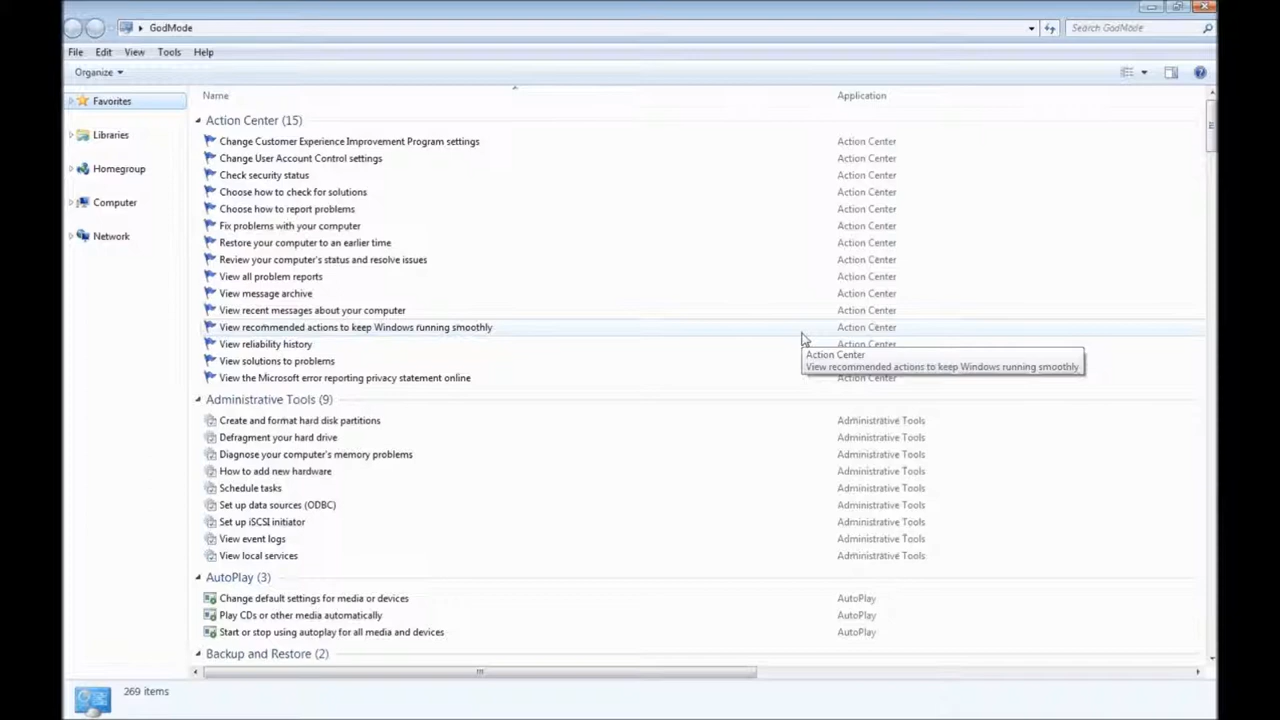 GodMode
Search GodMode
File Edit View Tools Help
Organize
Name Application
Favorites
Libraries
Homegroup
Computer
Network
Action Center (15)
Change Customer Experience Improvement Program settings Action Center
Change User Account Control settings Action Center
Check security status Action Center
Choose how to check for solutions Action Center
Choose how to report problems Action Center
Fix problems with your computer Action Center
Restore your computer to an earlier time Action Center
Review your computer's status and resolve issues Action Center
View all problem reports Action Center
View message archive Action Center
View recent messages about your computer Action Center
View recommended actions to keep Windows running smoothly Action Center
View reliability history Action Center
Action Center
View solutions to problems
View recommended actions to keep Windows running smoothly
View the Microsoft error reporting privacy statement online Action Center
Administrative Tools (9)
Create and format hard disk partitions Administrative Tools
Defragment your hard drive Administrative Tools
Diagnose your computer's memory problems Administrative Tools
How to add new hardware Administrative Tools
Schedule tasks Administrative Tools
Set up data sources (ODBC) Administrative Tools
Set up iSCSI initiator Administrative Tools
View event logs Administrative Tools
View local services Administrative Tools
AutoPlay (3)
Change default settings for media or devices AutoPlay
Play CDs or other media automatically AutoPlay
Start or stop using autoplay for all media and devices AutoPlay
Backup and Restore (2)
269 items